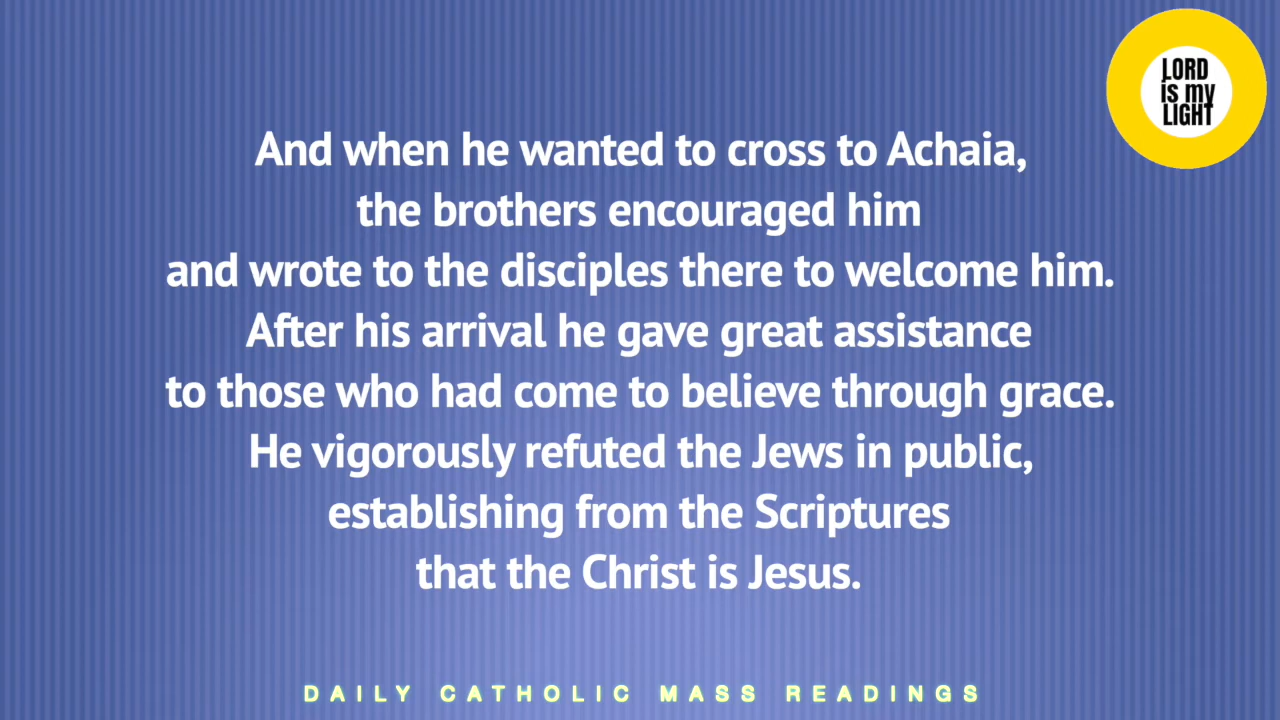 LORD
is my
LIGHT
And when he wanted to cross to Achaia,
the brothers encouraged him
and wrote to the disciples there to welcome him.
After his arrival he gave great assistance
to those who had come to believe through grace.
He vigorously refuted the Jews in public,
establishing from the Scriptures
that the Christ is Jesus.
DAILY CATHOLIC MASS READINGS